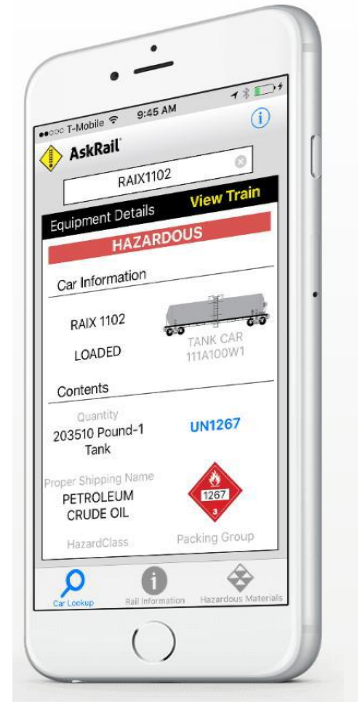 T-Mobile 9:45 AM
AskRail
RAIX1102
Equipment Details View Train
HAZARDOUS
Car Information
RAIX 1102
LOADED
TANK CAR
111A100W1
Contents
Quantity
203510 Pound-1
Tank
UN1267
Proper Shipping Name
PETROLEUM
CRUDE OIL
1267
3
HazardClass Packing Group
Car Lookup Rail Information Hazardous Materials